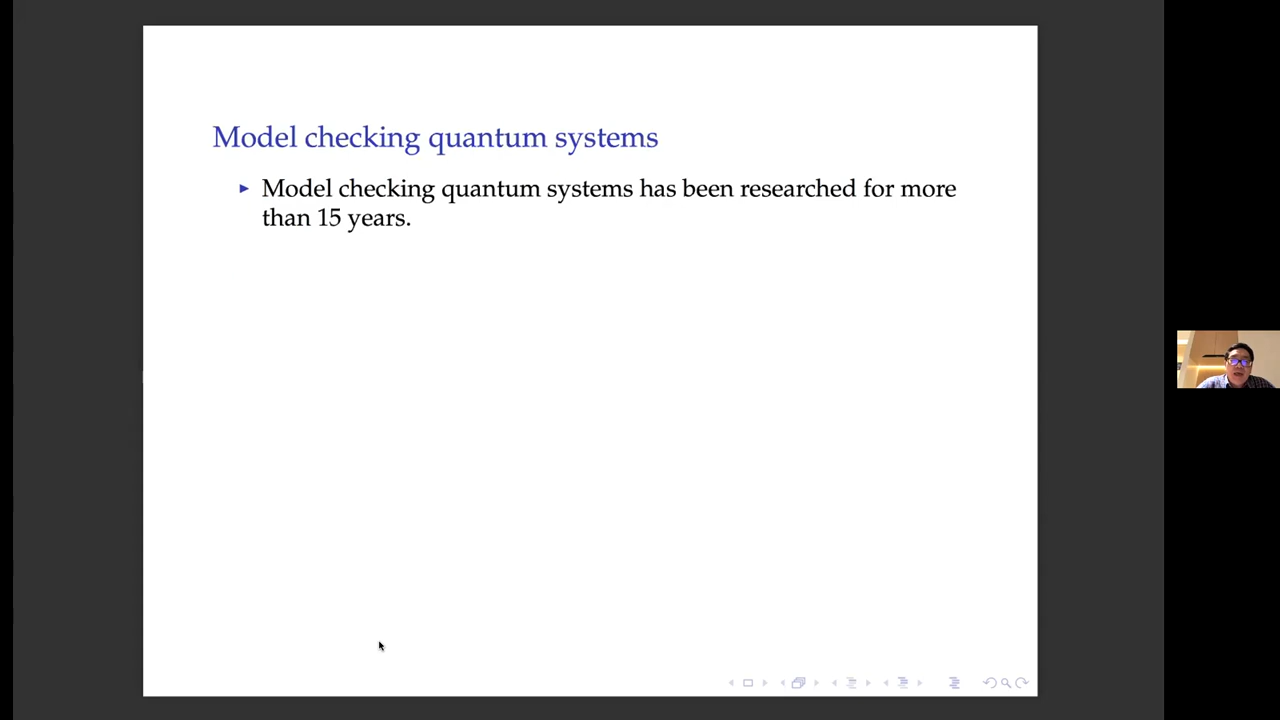 Model checking quantum systems
Model checking quantum systems has been researched for more
than 15 years.